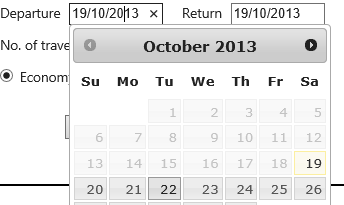 Departure 19/10/2013 × Return 19/10/2013
No. of trave
October 2013
Econom
Su Mo Tu We Th Fr Sa
1 2 3 4 5
6 7 8 9 10 11 12
13 14 15 16 17 18 19
20 21 22 23 24 25 26